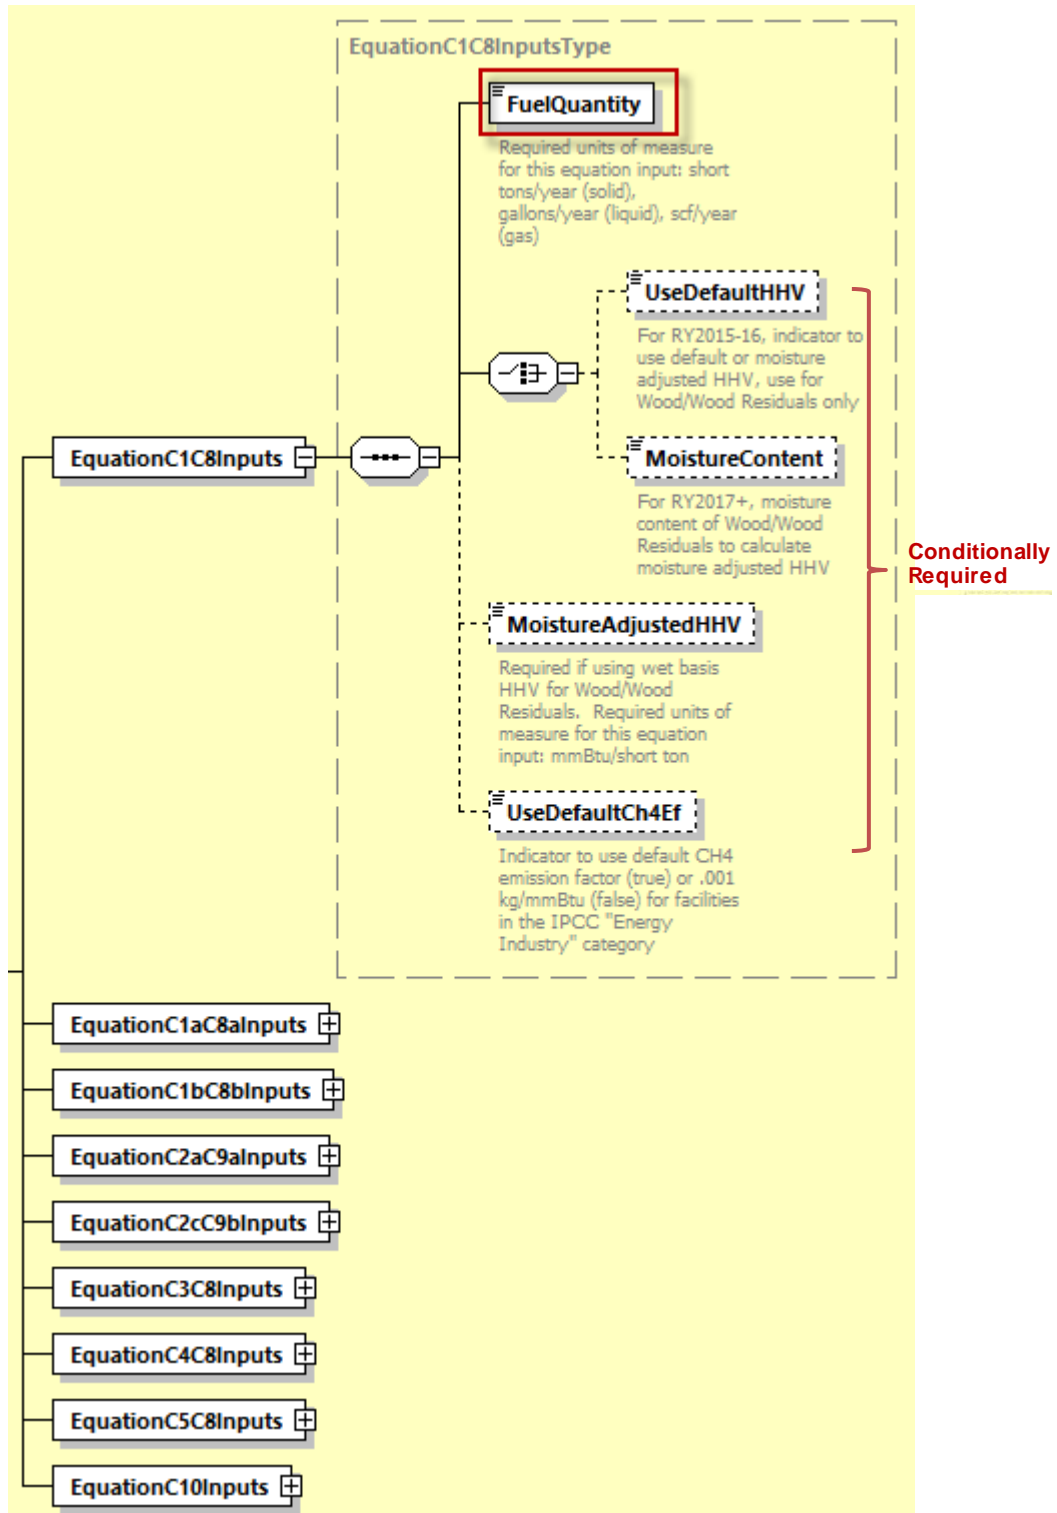 EquationC1C8InputsType
FuelQuantity
Required units of measure
for this equation input: short
tons/year (solid),
gallons/year (liquid), scf/year
(gas)
UseDefaultHHV
For RY2015-16, indicator to
use default or moisture
adjusted HHV, use for
Wood/Wood Residuals only
EquationC1C8Inputs
MoistureContent
For RY2017+, moisture
content of Wood/Wood
Residuals to calculate
moisture adjusted HHV
Conditionally
Required
MoistureAdjustedHHV
Required if using wet basis
HHV for Wood/Wood
Residuals. Required units of
measure for this equation
input: mmBtu/short ton
UseDefaultCh4Ef
Indicator to use default CH4
emission factor (true) or .001
kg/mmBtu (false) for facilities
in the IPCC "Energy
Industry" category
EquationC1aC8aInputs
EquationC1bC8bInputs
EquationC2aC9aInputs
EquationC2cC9bInputs
EquationC3C8Inputs
EquationC4C8Inputs
EquationC5C8Inputs
EquationC10Inputs